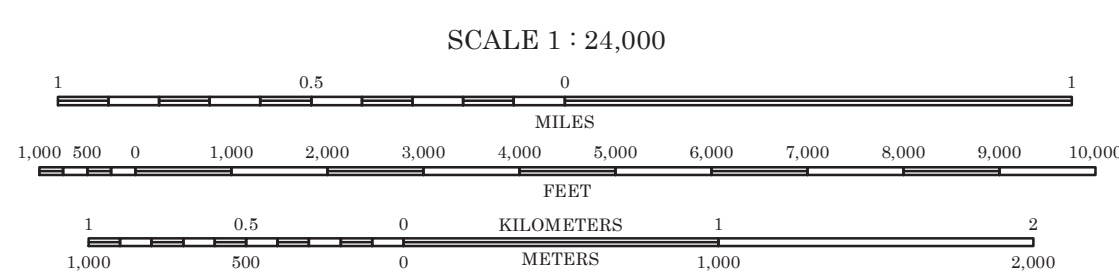 SCALE 1 : 24,000
1 0.5 0 1
MILES
1,000 500 0 1,000 2,000 3,000 4,000 5,000 6,000 7,000 8,000 9,000 10,000
FEET
1 0.5 0 KILOMETERS 1 2
1,000 500 0 METERS 1,000 2,000